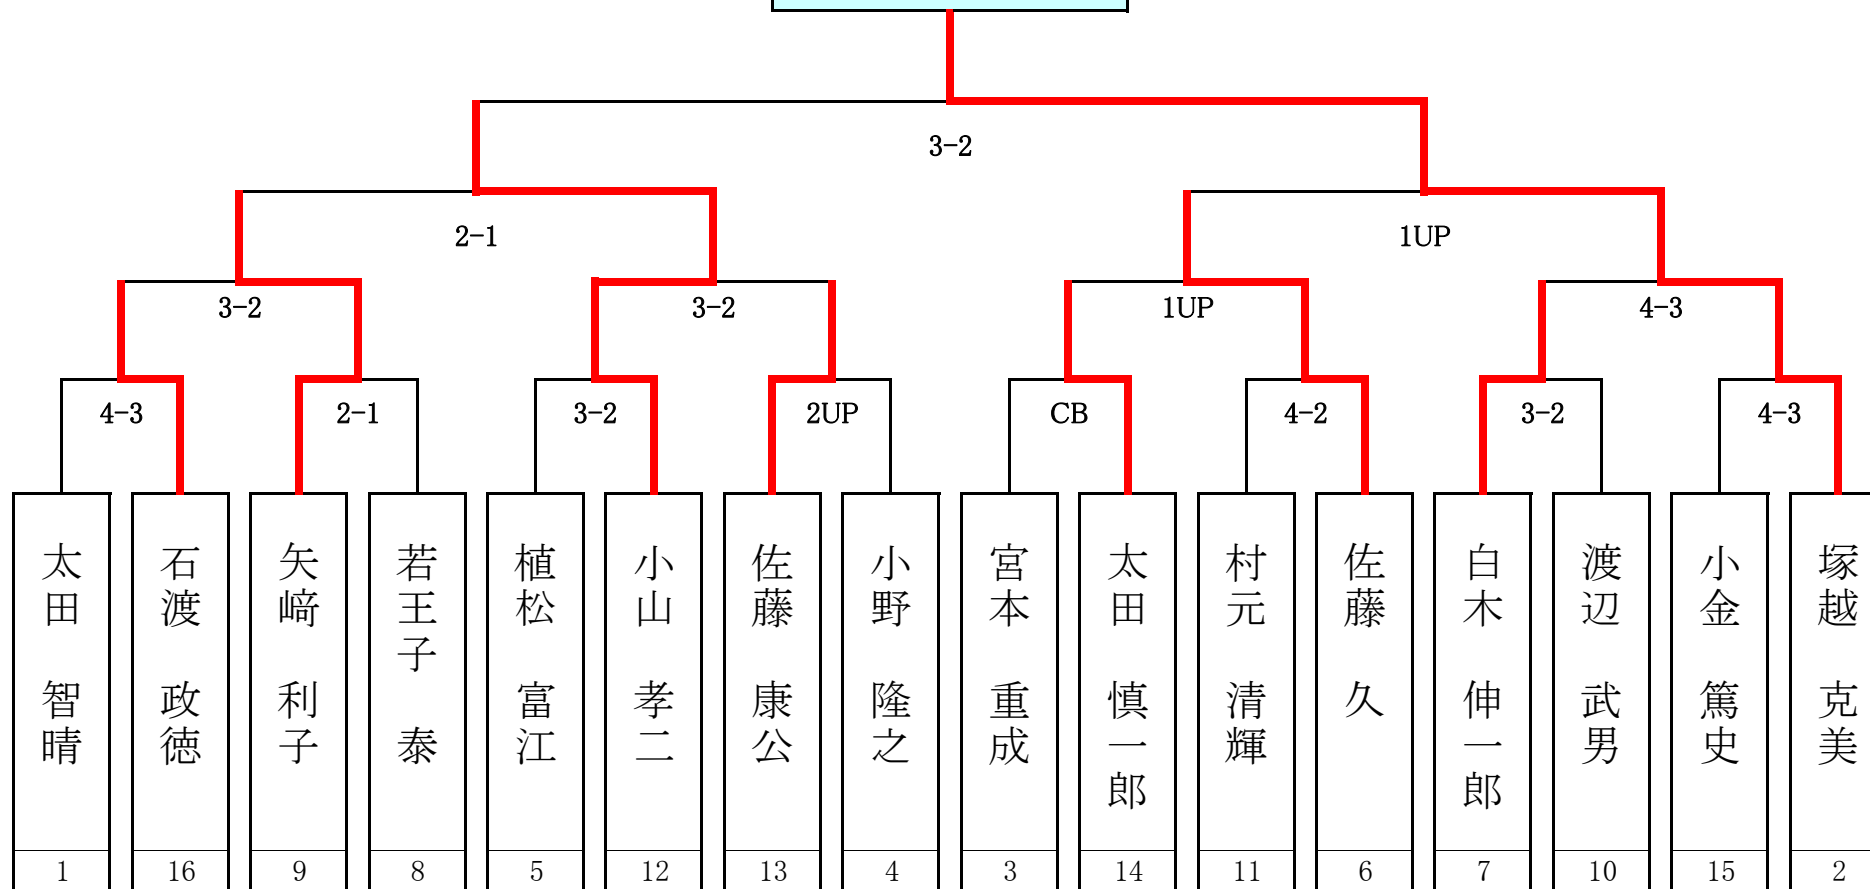 3-2
2-1
1UP
3-2
3-2
1UP
4-3
4-3
2-1
3-2
2UP
CB
4-2
3-2
4-3
太田 智晴
石渡 政徳
矢﨑 利子
若王子 泰
植松 富江
小山 孝二
佐藤 康公
小野 隆之
宮本 重成
太田 慎一郎
村元 清輝
佐藤 久
白木 伸一郎
渡辺 武男
小金 篤史
塚越 克美
1
16
9
8
5
12
13
4
3
14
11
6
7
10
15
2